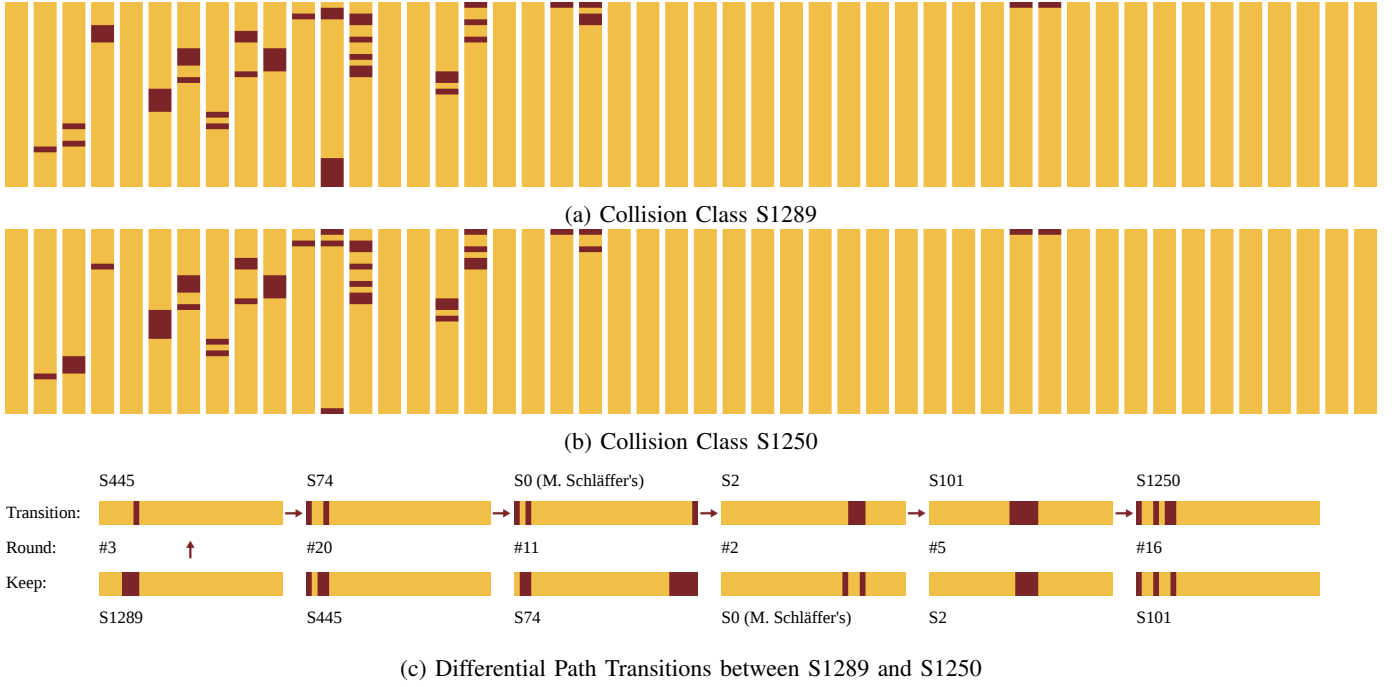 (a) Collision Class S1289
(b) Collision Class S1250
S445 S74 S0 (M. Schläffer's) S2 S101 S1250
Transition:
Round: #3 #20 #11 #2 #5 #16
Keep:
S1289 S445 S74 S0 (M. Schläffer's) S2 S101
(c) Differential Path Transitions between S1289 and S1250